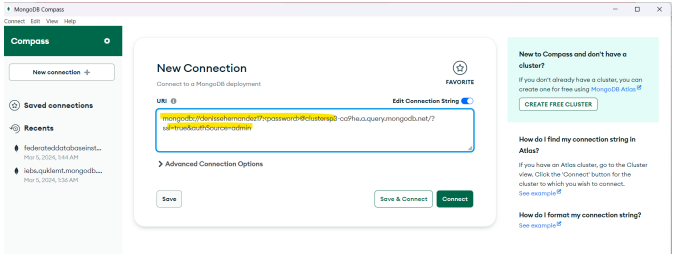 MongoDB Compass
Connect Edit View Help
Compass
New connection +
Saved connections
Recents
federateddatabaseinst...
Mar 6, 2024, 1:44 AM
iebs.quklemt.mongodb....
Mar 6, 2024, 1:36 AM
New Connection
Connect to a MongoDB deployment
FAVORITE
URI
Edit Connection String
mongodb://denissehernandez17:<password>@clustersp3-ca9he.a.query.mongodb.net/?
ssl=true&authSource=admin
Advanced Connection Options
Save
Save & Connect
Connect
New to Compass and don't have a
cluster?
If you don't already have a cluster, you can
create one for free using MongoDB Atlas
CREATE FREE CLUSTER
How do I find my connection string in
Atlas?
If you have an Atlas cluster, go to the Cluster
view. Click the 'Connect' button for the
cluster to which you wish to connect.
See example
How do I format my connection string?
See example